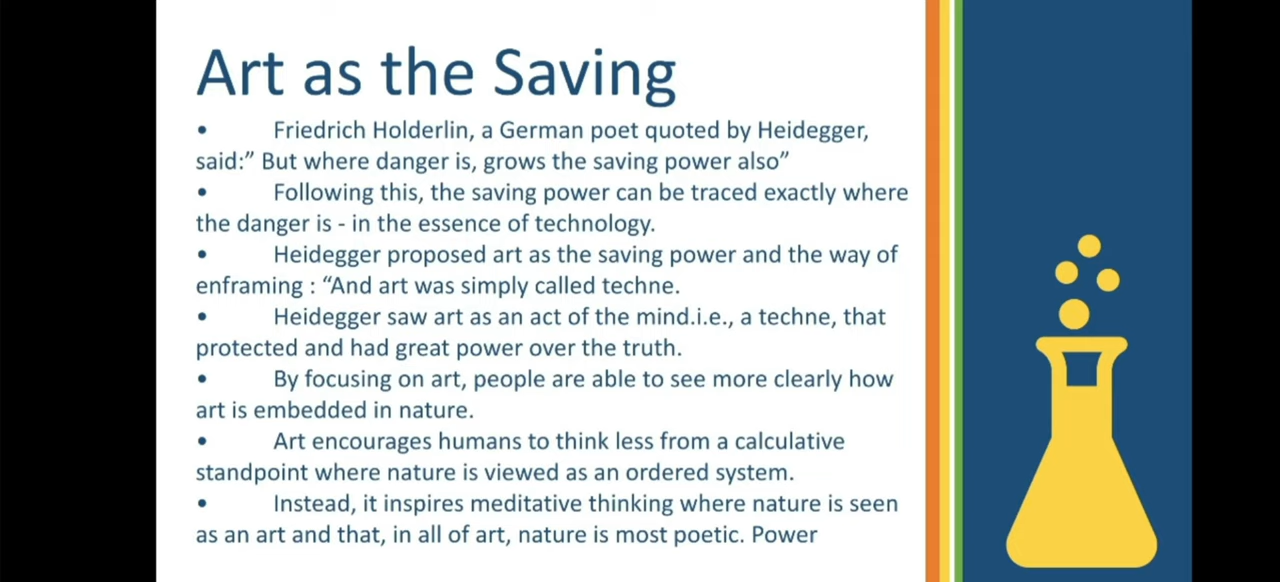 Art as the Saving
• Friedrich Holderlin, a German poet quoted by Heidegger,
said:” But where danger is, grows the saving power also”
• Following this, the saving power can be traced exactly where
the danger is - in the essence of technology.
• Heidegger proposed art as the saving power and the way of
enframing : “And art was simply called techne.
• Heidegger saw art as an act of the mind.i.e., a techne, that
protected and had great power over the truth.
• By focusing on art, people are able to see more clearly how
art is embedded in nature.
• Art encourages humans to think less from a calculative
standpoint where nature is viewed as an ordered system.
• Instead, it inspires meditative thinking where nature is seen
as an art and that, in all of art, nature is most poetic. Power